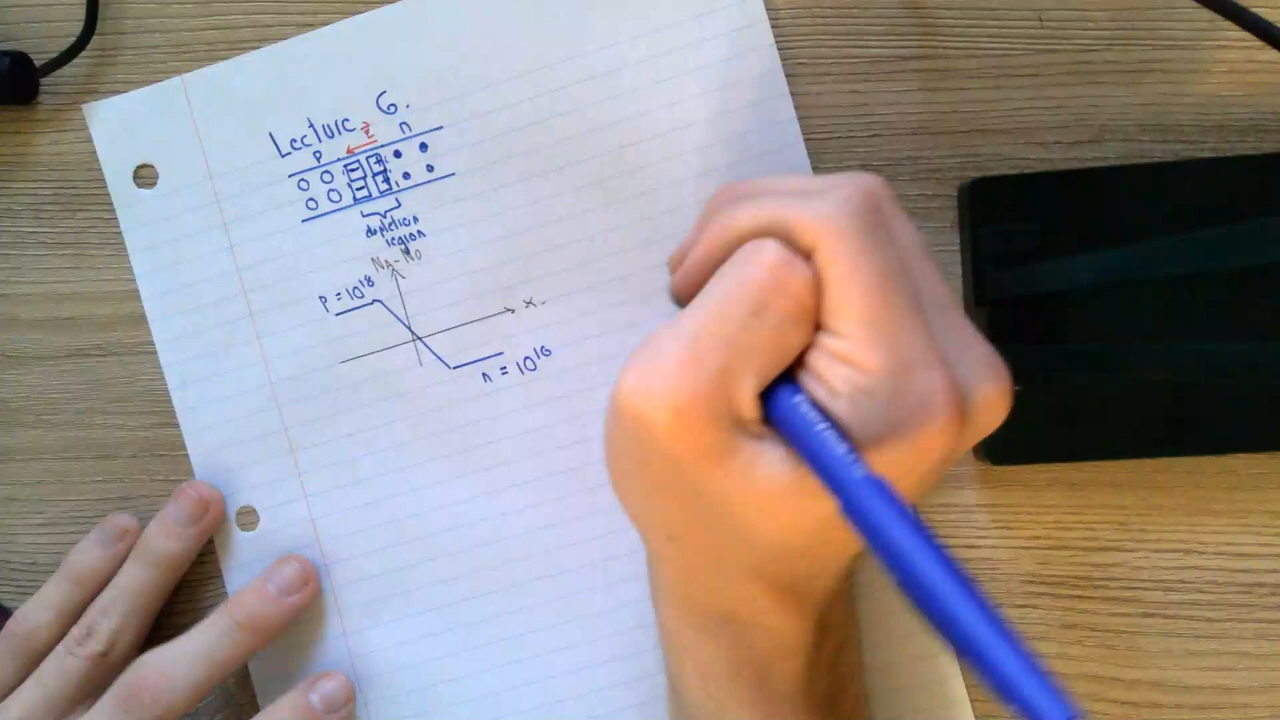 Lecture 6.
E
P n
depletion
region
NA-ND
P = 10^18
x.
n = 10^16